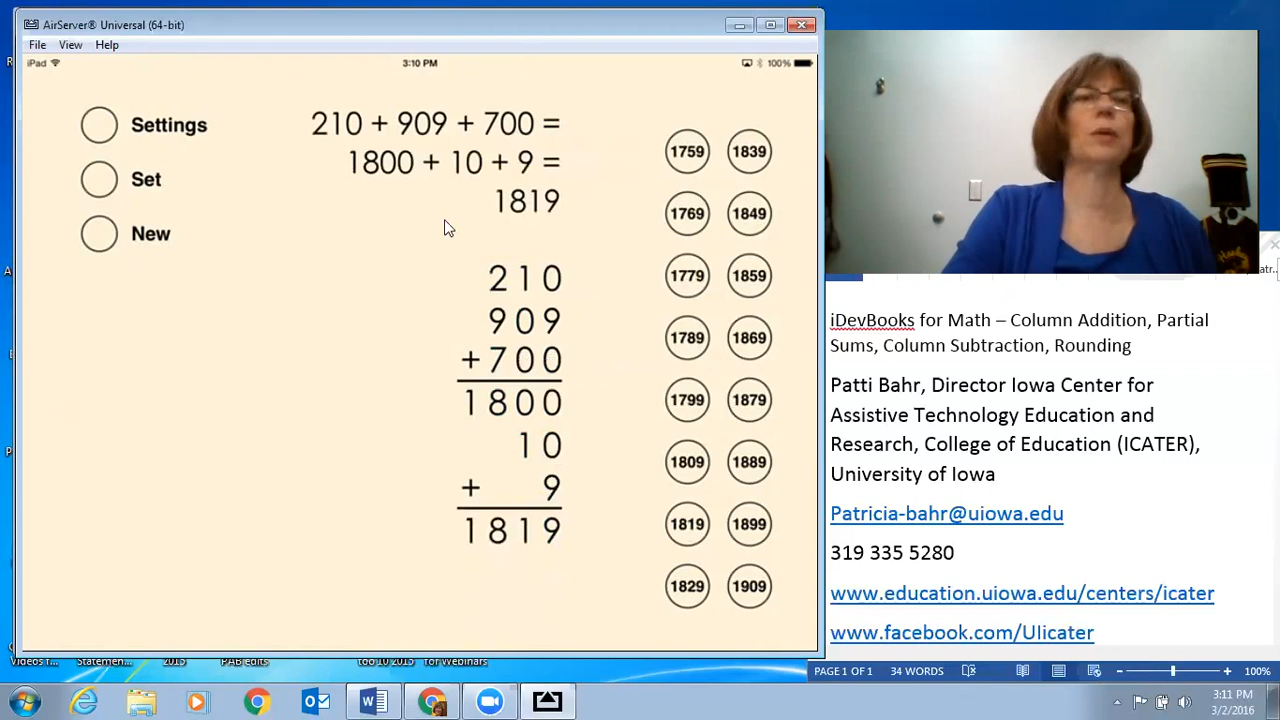 AirServer® Universal (64-bit)
File View Help
iPad 3:10 PM 100%
Settings
Set
New
210 + 909 + 700 =
1800 + 10 + 9 =
1819
210
909
+700
1800
10
+ 9
1819
1759 1839
1769 1849
1779 1859
1789 1869
1799 1879
1809 1889
1819 1899
1829 1909
iDevBooks for Math – Column Addition, Partial
Sums, Column Subtraction, Rounding
Patti Bahr, Director Iowa Center for
Assistive Technology Education and
Research, College of Education (ICATER),
University of Iowa
Patricia-bahr@uiowa.edu
319 335 5280
www.education.uiowa.edu/centers/icater
www.facebook.com/UIicater
PAGE 1 OF 1 34 WORDS 100%
3:11 PM
3/2/2016